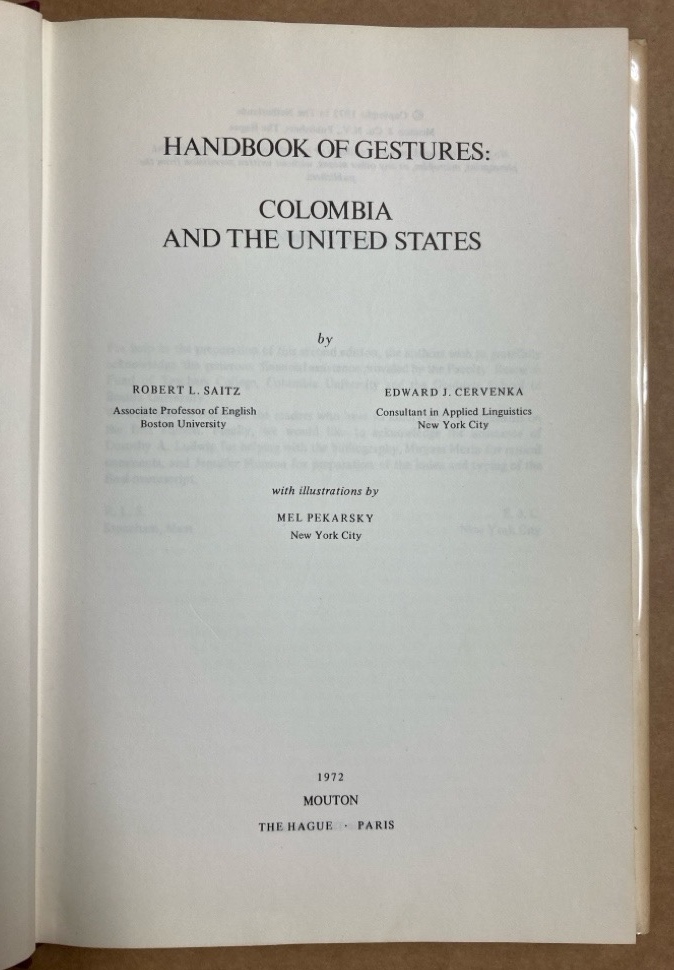 HANDBOOK OF GESTURES:
COLOMBIA
AND THE UNITED STATES
by
ROBERT L. SAITZ
Associate Professor of English
Boston University
EDWARD J. CERVENKA
Consultant in Applied Linguistics
New York City
with illustrations by
MEL PEKARSKY
New York City
1972
MOUTON
THE HAGUE · PARIS